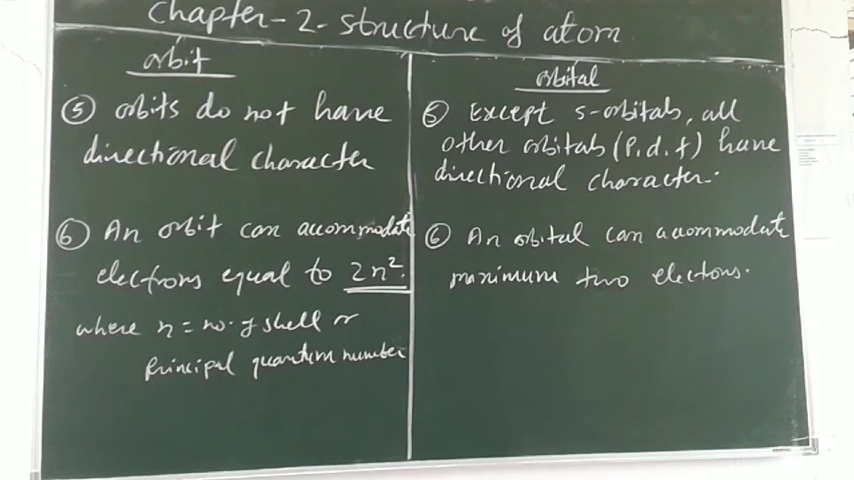 chapter-2-structure of atom
orbit
⑤ orbits do not have
directional character
⑥ An orbit can accommodate
electrons equal to 2n².
where n = no. of shell or
principal quantum number
orbital
⑤ Except s-orbitals, all
other orbitals (p, d, f) have
directional character.
⑥ An orbital can accommodate
maximum two electons.